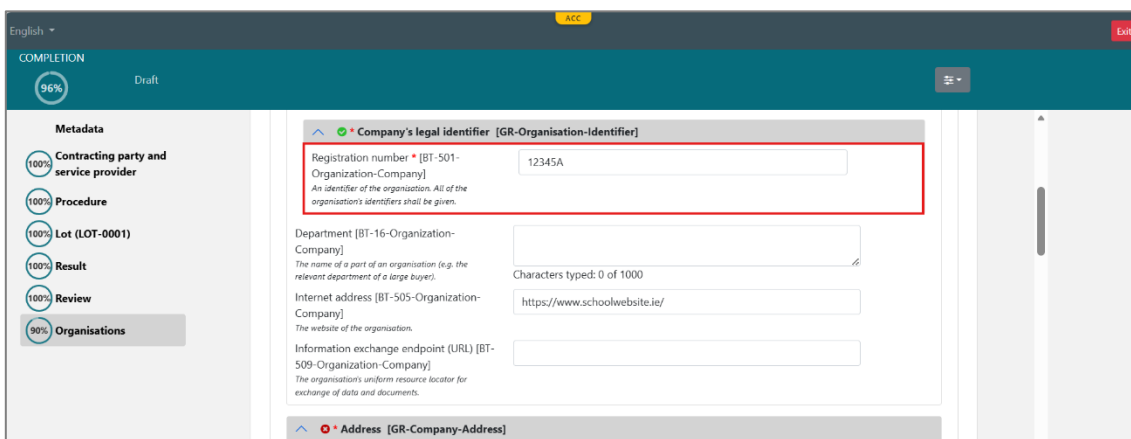 ACC
English
Exit
COMPLETION
96%
Draft
Metadata
100% Contracting party and
service provider
100% Procedure
100% Lot (LOT-0001)
100% Result
100% Review
90% Organisations
* Company's legal identifier [GR-Organisation-Identifier]
Registration number * [BT-501-
Organization-Company]
12345A
An identifier of the organisation. All of the
organisation's identifiers shall be given.
Department [BT-16-Organization-
Company]
The name of a part of an organisation (e.g. the
relevant department of a large buyer).
Characters typed: 0 of 1000
Internet address [BT-505-Organization-
Company]
https://www.schoolwebsite.ie/
The website of the organisation.
Information exchange endpoint (URL) [BT-
509-Organization-Company]
The organisation's uniform resource locator for
exchange of data and documents.
* Address [GR-Company-Address]